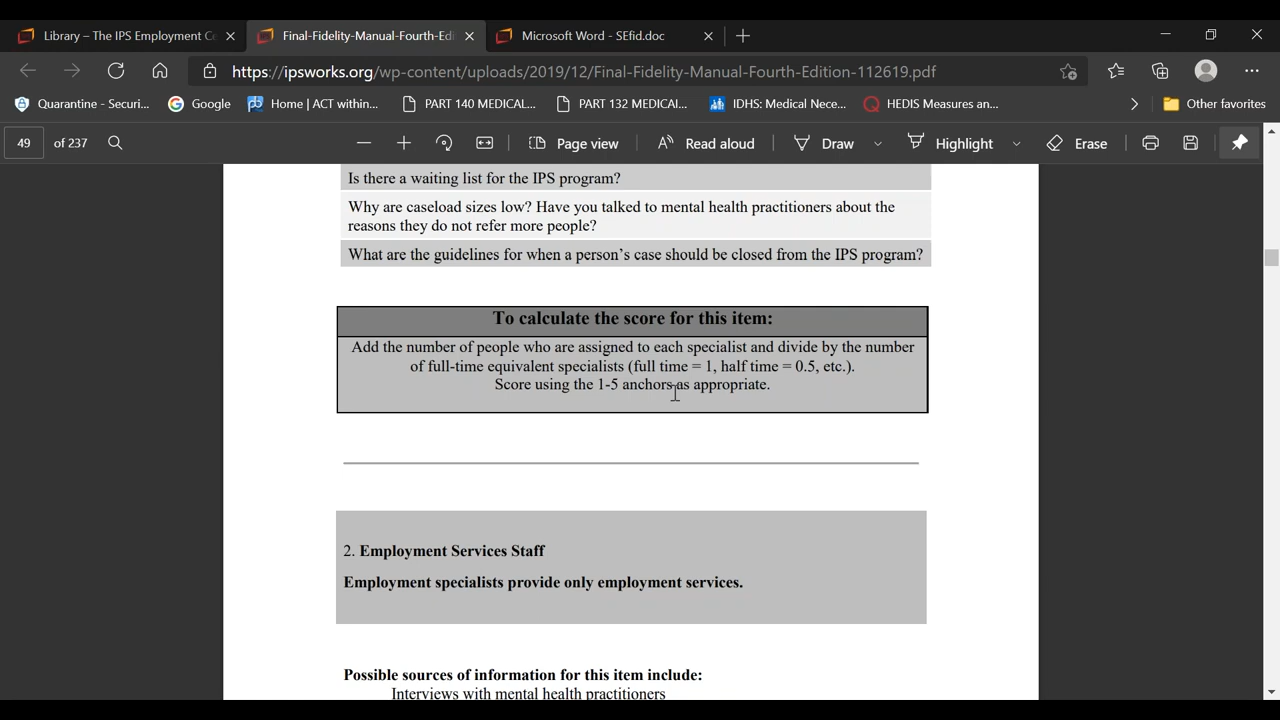 Library – The IPS Employment Ce
Final-Fidelity-Manual-Fourth-Edi
Microsoft Word - SEfid.doc
https://ipsworks.org/wp-content/uploads/2019/12/Final-Fidelity-Manual-Fourth-Edition-112619.pdf
Quarantine - Securi... Google Home | ACT within... PART 140 MEDICAL... PART 132 MEDICAl... IDHS: Medical Nece... HEDIS Measures an... Other favorites
49 of 237 Page view Read aloud Draw Highlight Erase
Is there a waiting list for the IPS program?
Why are caseload sizes low? Have you talked to mental health practitioners about the
reasons they do not refer more people?
What are the guidelines for when a person's case should be closed from the IPS program?
To calculate the score for this item:
Add the number of people who are assigned to each specialist and divide by the number
of full-time equivalent specialists (full time = 1, half time = 0.5, etc.).
Score using the 1-5 anchors as appropriate.
2. Employment Services Staff
Employment specialists provide only employment services.
Possible sources of information for this item include:
Interviews with mental health practitioners